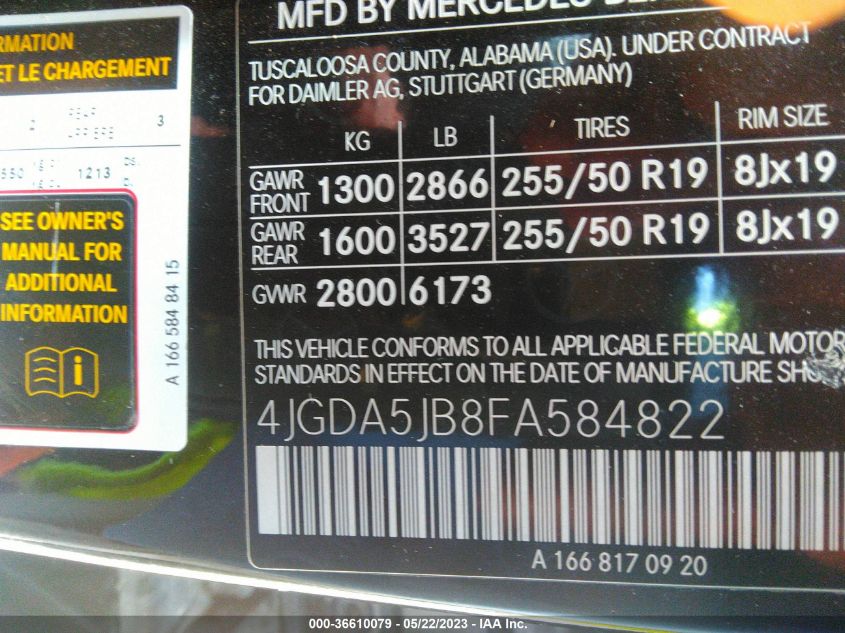 RMATION
ET LE CHARGEMENT
2 3
1213
SEE OWNER'S
MANUAL FOR
ADDITIONAL
INFORMATION
A 166 584 84 15
MFD BY MERCEDES
TUSCALOOSA COUNTY, ALABAMA (USA). UNDER CONTRACT
FOR DAIMLER AG, STUTTGART (GERMANY)
KG LB TIRES RIM SIZE
GAWR FRONT 1300 2866 255/50 R19 8Jx19
GAWR REAR 1600 3527 255/50 R19 8Jx19
GVWR 2800 6173
THIS VEHICLE CONFORMS TO ALL APPLICABLE FEDERAL MOTOR
STANDARDS IN EFFECT ON THE DATE OF MANUFACTURE
4JGDA5JB8FA584822
A 166 817 09 20
000-36610079 - 05/22/2023 - IAA Inc.